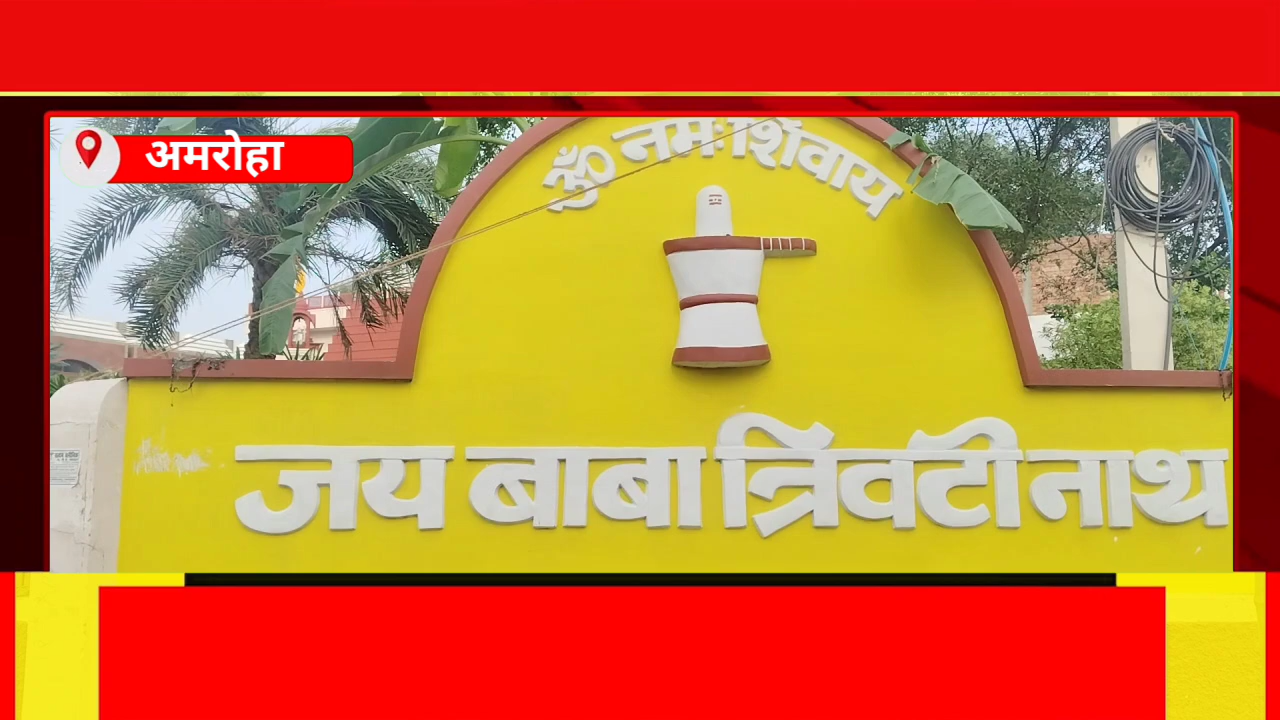 अमरोहा
ॐ नमः शिवाय
जय बाबा त्रिवटी नाथ